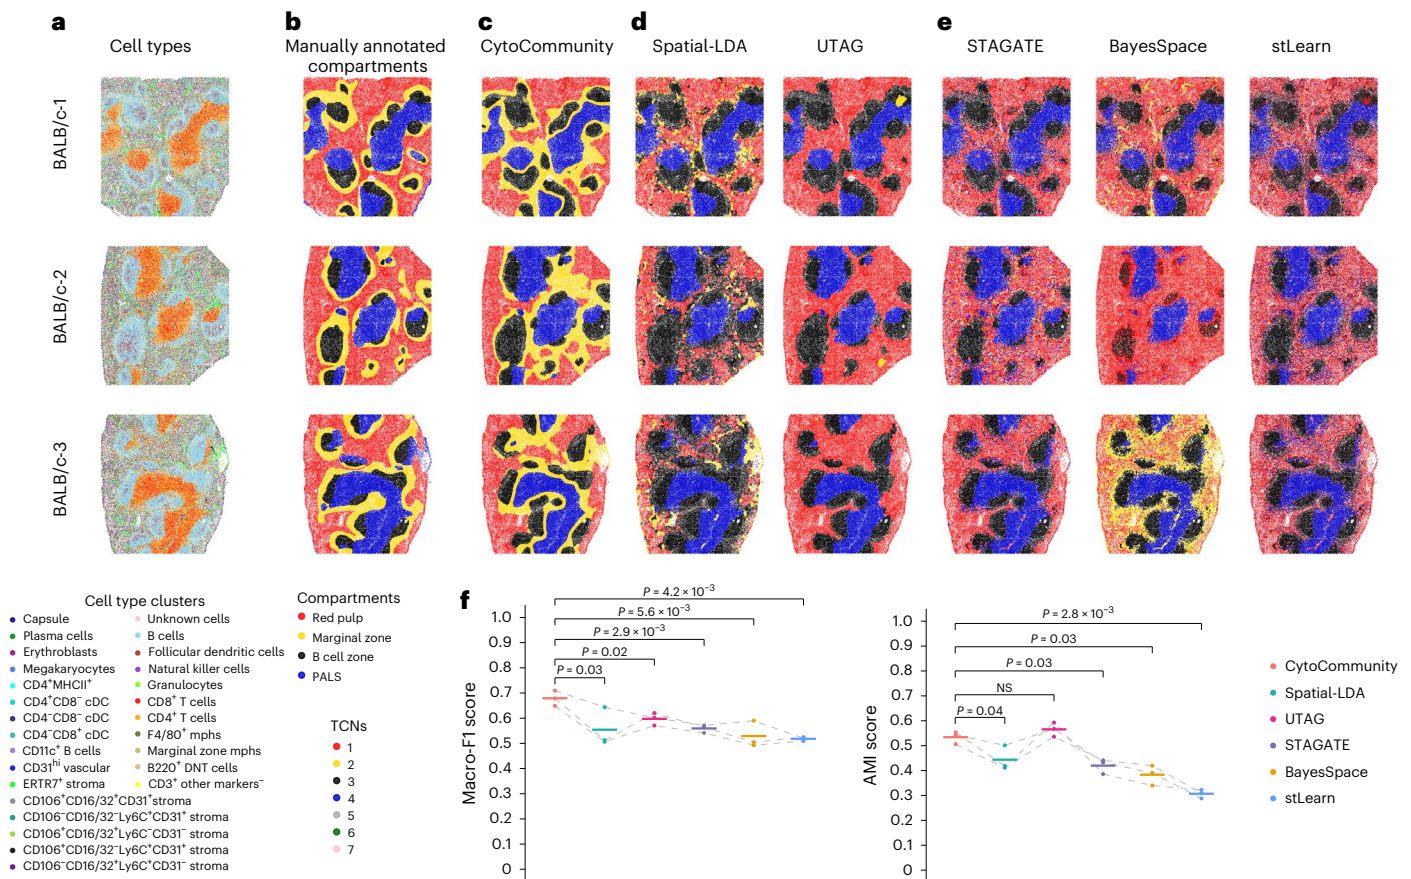 a
b
c
d
e
Cell types
Manually annotated
compartments
CytoCommunity
Spatial-LDA
UTAG
STAGATE
BayesSpace
stLearn
BALB/c-1
BALB/c-2
BALB/c-3
Cell type clusters
Capsule
Plasma cells
Erythroblasts
Megakaryocytes
CD4⁺MHCII⁺
CD4⁺CD8⁻ cDC
CD4⁻CD8⁻ cDC
CD4⁻CD8⁺ cDC
CD11c⁺ B cells
CD31ʰⁱ vascular
ERTR7⁺ stroma
CD106⁺CD16/32⁺CD31⁺stroma
CD106⁻CD16/32⁻Ly6C⁺CD31⁺ stroma
CD106⁺CD16/32⁺Ly6C⁻CD31⁻ stroma
CD106⁺CD16/32⁻Ly6C⁺CD31⁺ stroma
CD106⁻CD16/32⁺Ly6C⁺CD31⁻ stroma
Unknown cells
B cells
Follicular dendritic cells
Natural killer cells
Granulocytes
CD8⁺ T cells
CD4⁺ T cells
F4/80⁺ mphs
Marginal zone mphs
B220⁺ DNT cells
CD3⁺ other markers⁻
Compartments
Red pulp
Marginal zone
B cell zone
PALS
TCNs
1
2
3
4
5
6
7
f
Macro-F1 score
1.0
0.9
0.8
0.7
0.6
0.5
0.4
0.3
0.2
0.1
0
P = 4.2 × 10⁻³
P = 5.6 × 10⁻³
P = 2.9 × 10⁻³
P = 0.02
P = 0.03
AMI score
1.0
0.9
0.8
0.7
0.6
0.5
0.4
0.3
0.2
0.1
0
P = 2.8 × 10⁻³
P = 0.03
P = 0.03
NS
P = 0.04
CytoCommunity
Spatial-LDA
UTAG
STAGATE
BayesSpace
stLearn